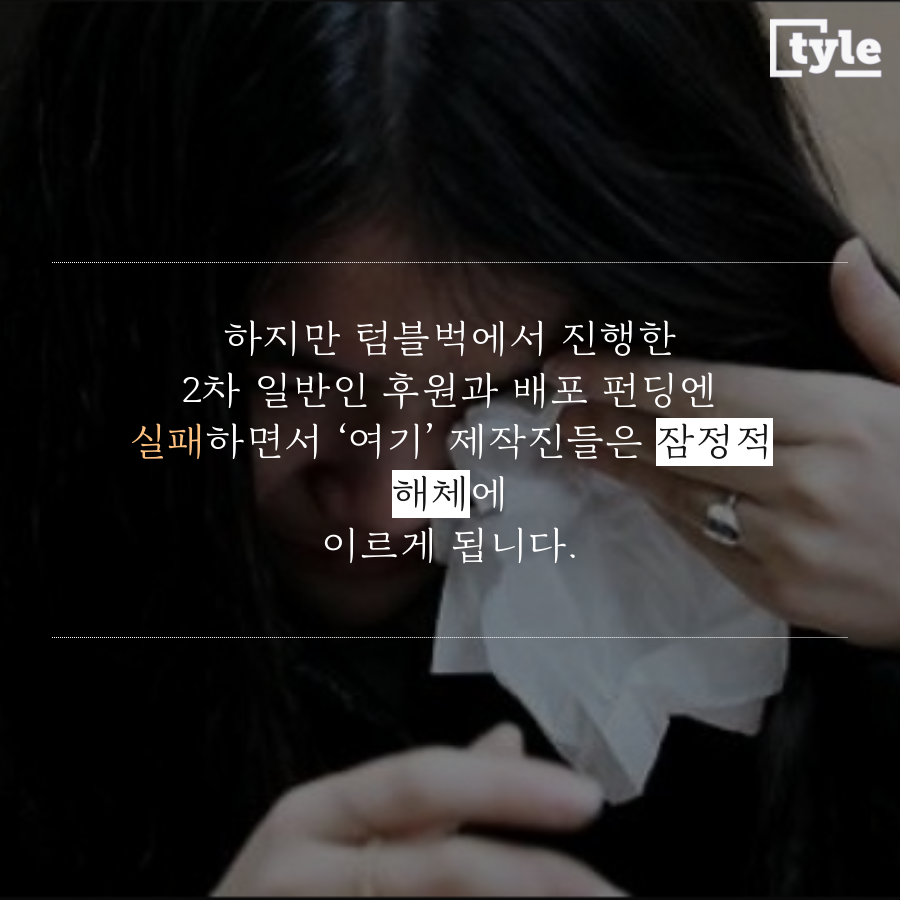 tyle
하지만 텀블벅에서 진행한
2차 일반인 후원과 배포 펀딩엔
실패하면서 ‘여기’ 제작진들은 잠정적
해체에
이르게 됩니다.